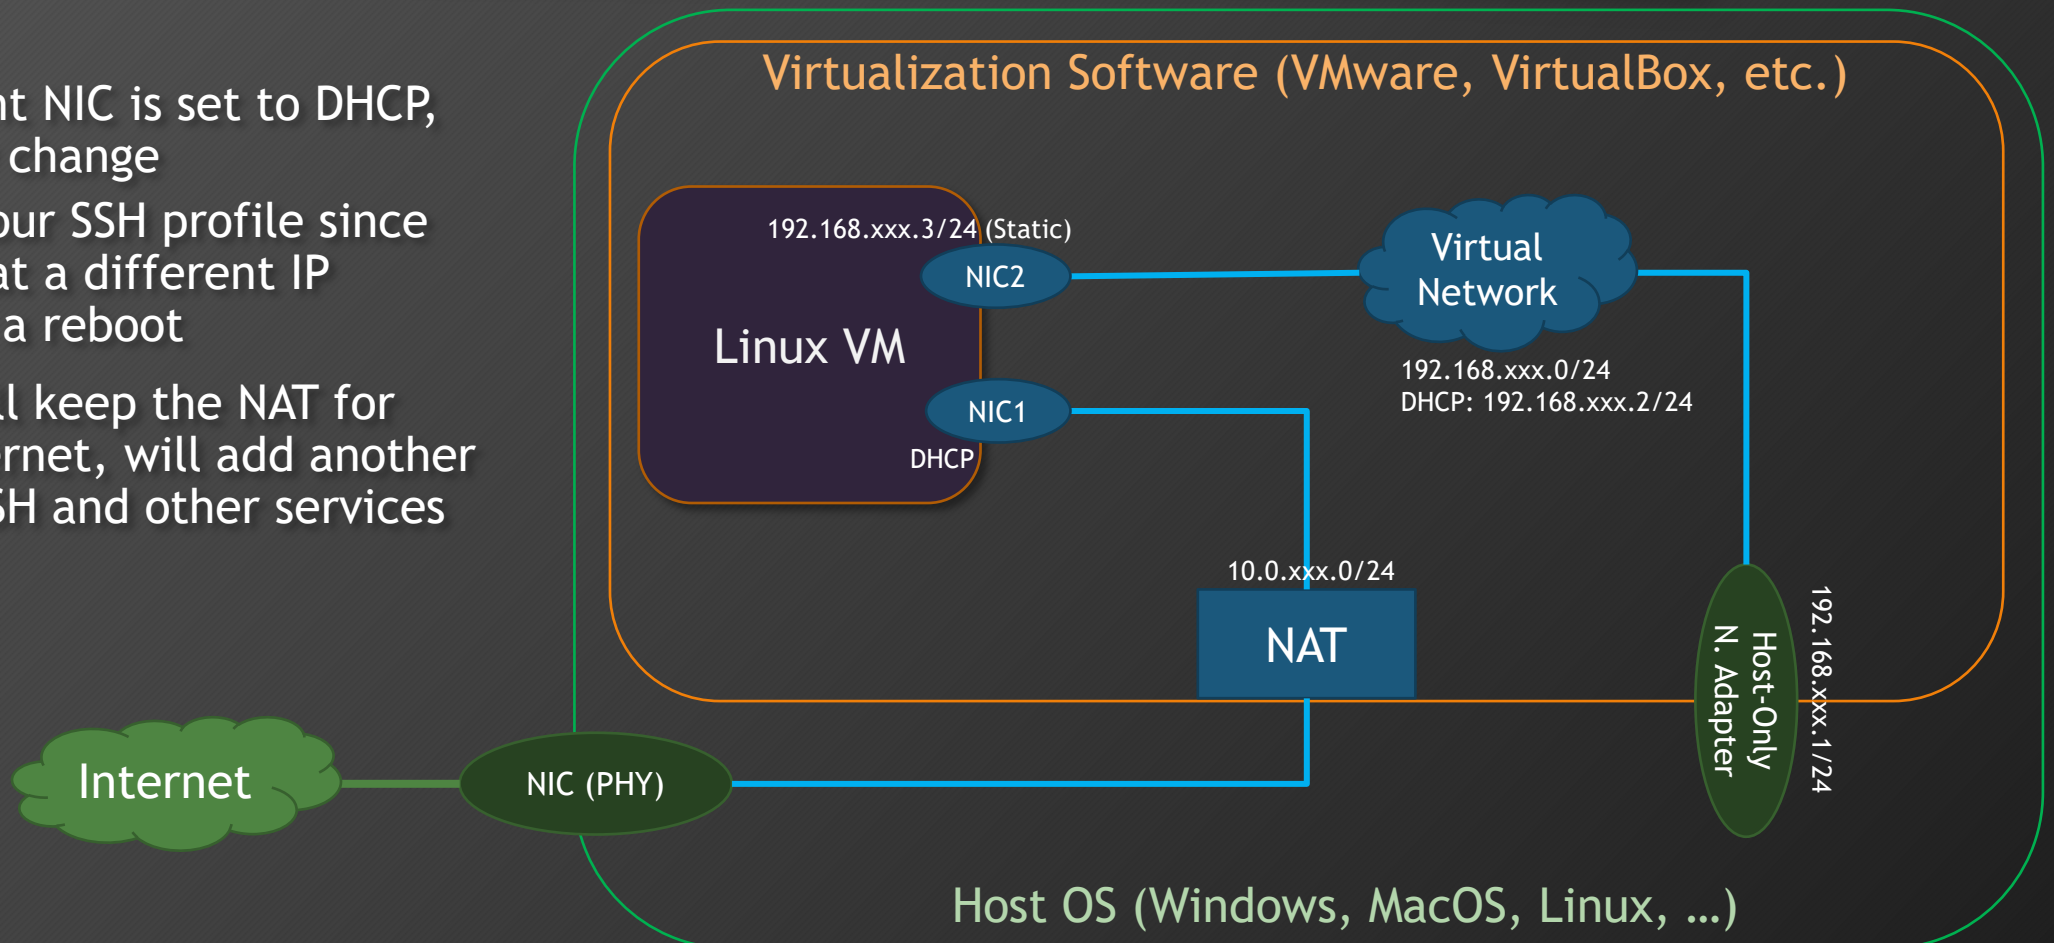 nt NIC is set to DHCP,
change
our SSH profile since
at a different IP
a reboot
ll keep the NAT for
ernet, will add another
SH and other services
Virtualization Software (VMware, VirtualBox, etc.)
192.168.xxx.3/24 (Static)
NIC2
Linux VM
NIC1
DHCP
Virtual
Network
192.168.xxx.0/24
DHCP: 192.168.xxx.2/24
10.0.xxx.0/24
NAT
Host-Only
N. Adapter
192.168.xxx.1/24
Internet
NIC (PHY)
Host OS (Windows, MacOS, Linux, …)